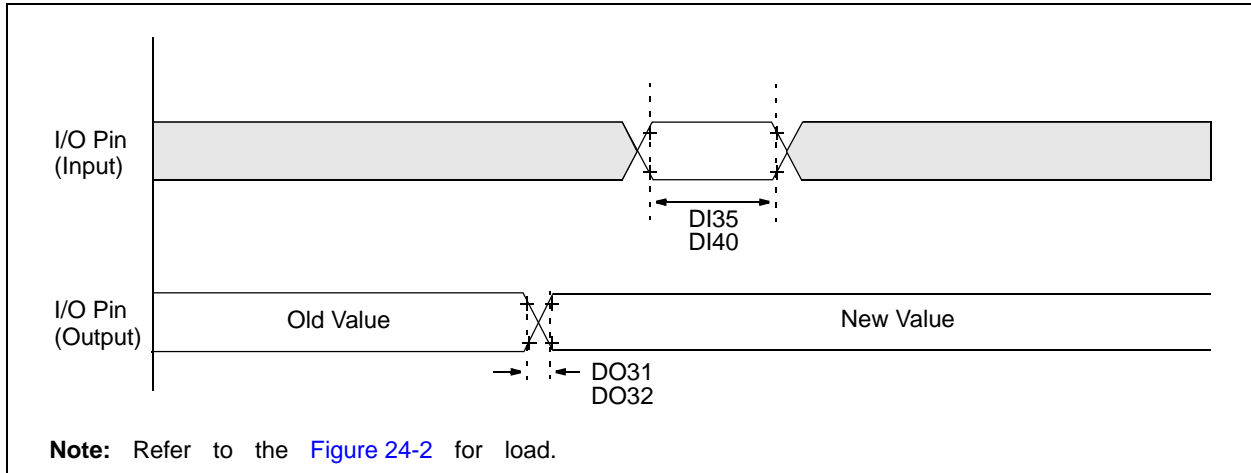 I/O Pin
(Input)
DI35
DI40
I/O Pin
(Output)
Old Value
New Value
DO31
DO32
Note: Refer to the Figure 24-2 for load.